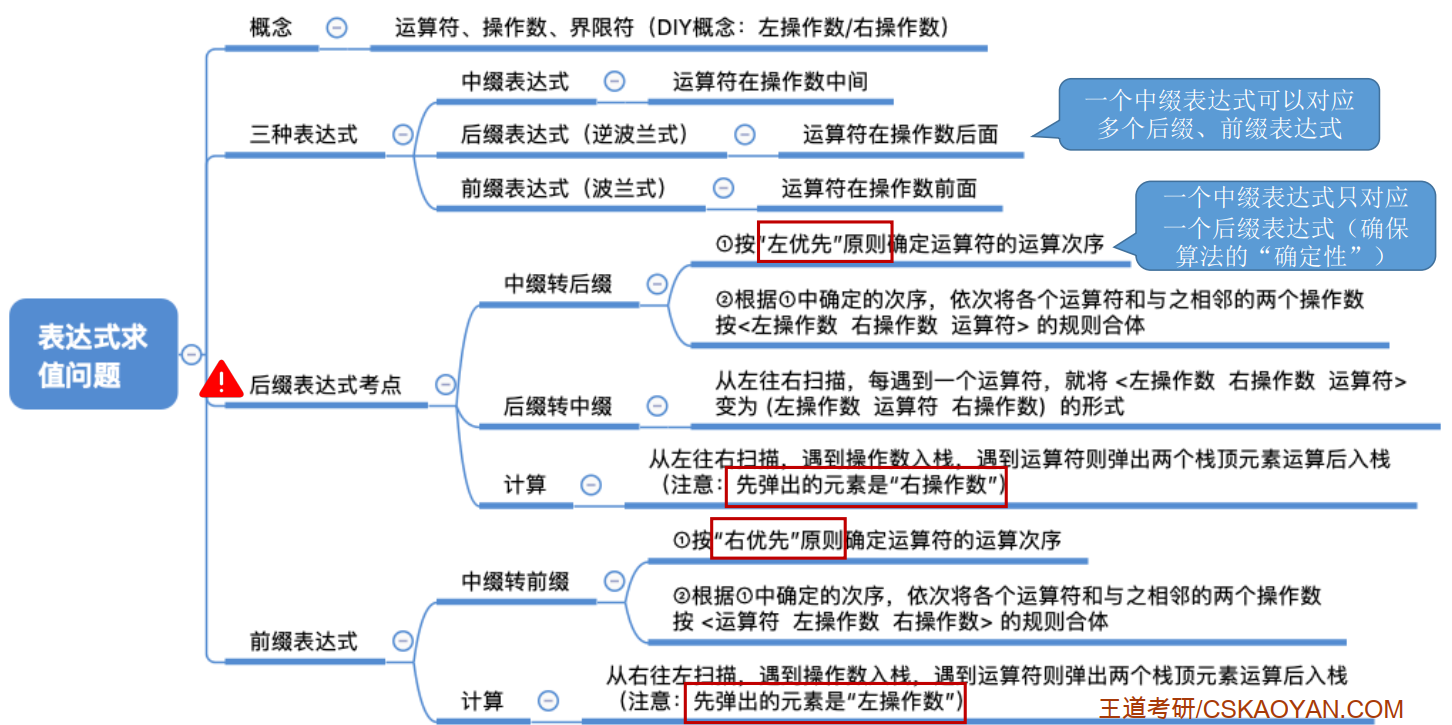 概念
运算符、操作数、界限符（DIY概念：左操作数/右操作数）
三种表达式
中缀表达式
运算符在操作数中间
后缀表达式（逆波兰式）
运算符在操作数后面
前缀表达式（波兰式）
运算符在操作数前面
一个中缀表达式可以对应
多个后缀、前缀表达式
表达式求
值问题
后缀表达式考点
中缀转后缀
①按“左优先”原则确定运算符的运算次序
一个中缀表达式只对应
一个后缀表达式（确保
算法的“确定性”）
②根据①中确定的次序，依次将各个运算符和与之相邻的两个操作数
按<左操作数 右操作数 运算符> 的规则合体
后缀转中缀
从左往右扫描，每遇到一个运算符，就将 <左操作数 右操作数 运算符>
变为 (左操作数 运算符 右操作数) 的形式
计算
从左往右扫描，遇到操作数入栈，遇到运算符则弹出两个栈顶元素运算后入栈
（注意：先弹出的元素是“右操作数”）
前缀表达式
中缀转前缀
①按“右优先”原则确定运算符的运算次序
②根据①中确定的次序，依次将各个运算符和与之相邻的两个操作数
按 <运算符 左操作数 右操作数> 的规则合体
计算
从右往左扫描，遇到操作数入栈，遇到运算符则弹出两个栈顶元素运算后入栈
（注意：先弹出的元素是“左操作数”）
王道考研/CSKAOYAN.COM